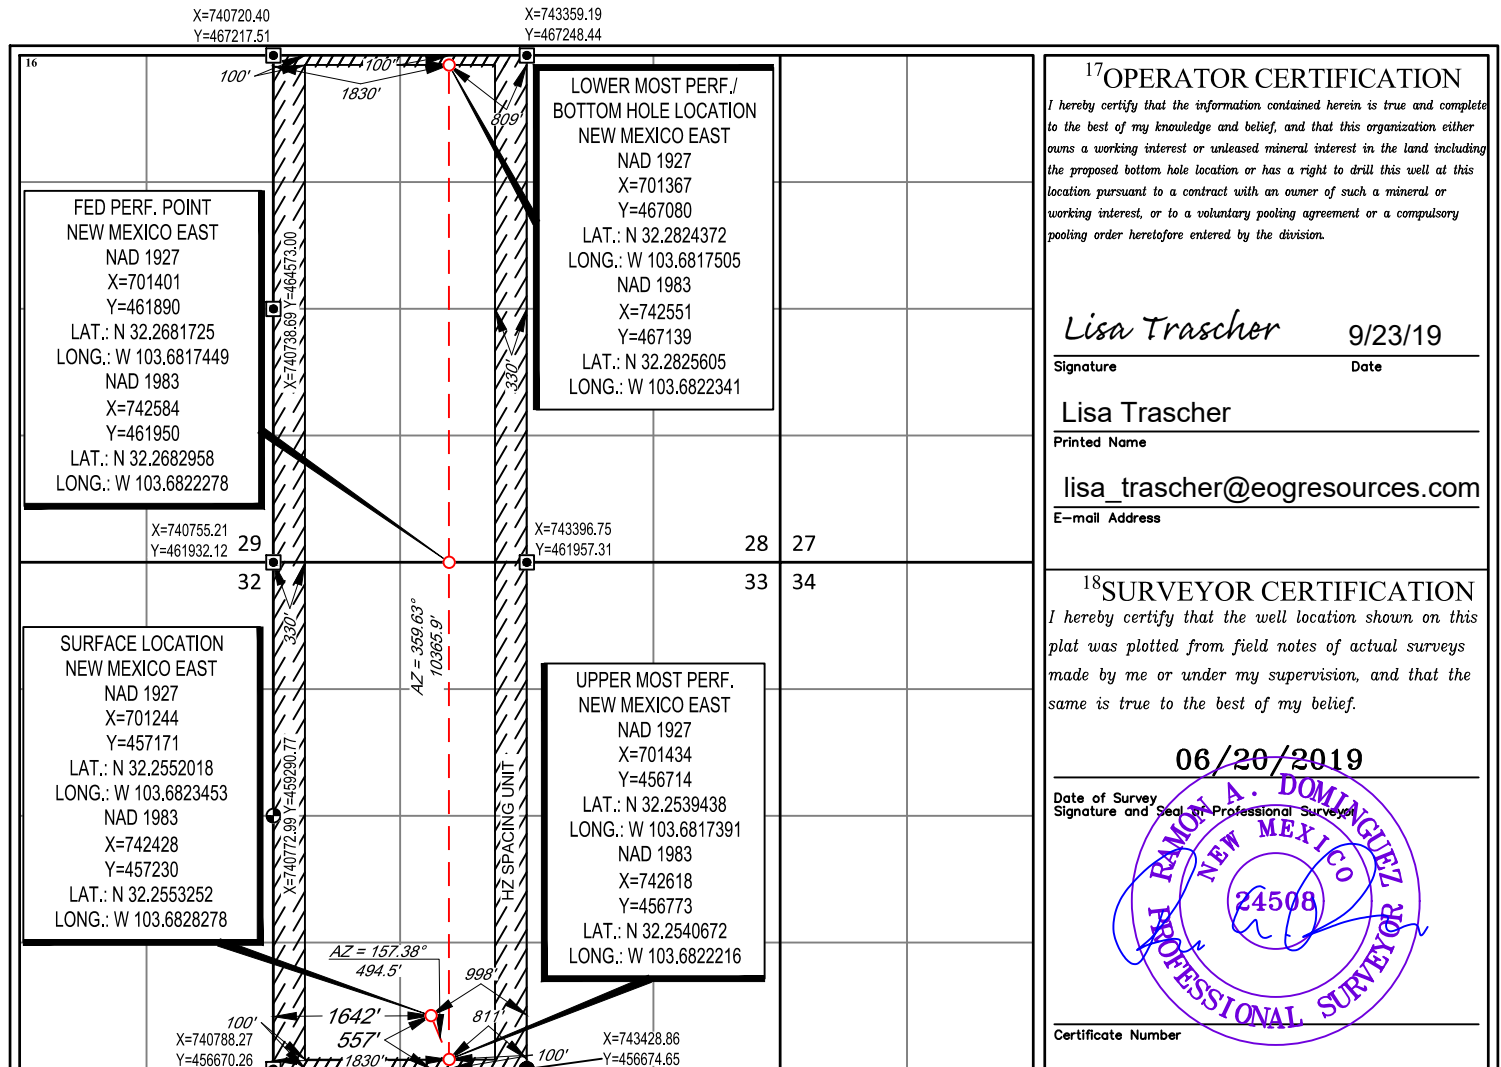 X=740720.40
Y=467217.51
X=743359.19
Y=467248.44
16
100'
100'
1830'
809'
LOWER MOST PERF./
BOTTOM HOLE LOCATION
NEW MEXICO EAST
NAD 1927
X=701367
Y=467080
LAT.: N 32.2824372
LONG.: W 103.6817505
NAD 1983
X=742551
Y=467139
LAT.: N 32.2825605
LONG.: W 103.6822341
FED PERF. POINT
NEW MEXICO EAST
NAD 1927
X=701401
Y=461890
LAT.: N 32.2681725
LONG.: W 103.6817449
NAD 1983
X=742584
Y=461950
LAT.: N 32.2682958
LONG.: W 103.6822278
X=740738.69 Y=464573.00
330'
X=740755.21
Y=461932.12
29
32
X=743396.75
Y=461957.31
28
27
33
34
330'
AZ = 359.63°
10365.9'
SURFACE LOCATION
NEW MEXICO EAST
NAD 1927
X=701244
Y=457171
LAT.: N 32.2552018
LONG.: W 103.6823453
NAD 1983
X=742428
Y=457230
LAT.: N 32.2553252
LONG.: W 103.6828278
X=740772.99 Y=459290.77
HZ SPACING UNIT
UPPER MOST PERF.
NEW MEXICO EAST
NAD 1927
X=701434
Y=456714
LAT.: N 32.2539438
LONG.: W 103.6817391
NAD 1983
X=742618
Y=456773
LAT.: N 32.2540672
LONG.: W 103.6822216
AZ = 157.38°
494.5'
998'
811'
1642'
557'
100'
1830'
100'
X=740788.27
Y=456670.26
X=743428.86
Y=456674.65
17 OPERATOR CERTIFICATION
I hereby certify that the information contained herein is true and complete
to the best of my knowledge and belief, and that this organization either
owns a working interest or unleased mineral interest in the land including
the proposed bottom hole location or has a right to drill this well at this
location pursuant to a contract with an owner of such a mineral or
working interest, or to a voluntary pooling agreement or a compulsory
pooling order heretofore entered by the division.
Lisa Trascher 9/23/19
Signature Date
Lisa Trascher
Printed Name
lisa_trascher@eogresources.com
E-mail Address
18 SURVEYOR CERTIFICATION
I hereby certify that the well location shown on this
plat was plotted from field notes of actual surveys
made by me or under my supervision, and that the
same is true to the best of my belief.
06/20/2019
Date of Survey
Signature and Seal of Professional Surveyor
RAMON A. DOMINGUEZ
NEW MEXICO
24508
PROFESSIONAL SURVEYOR
Certificate Number